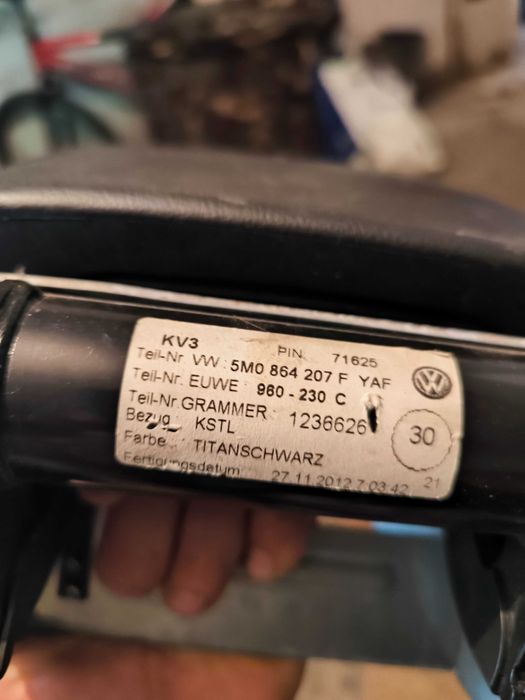 KV3 PIN 71625
Teil-Nr. VW : 5M0 864 207 F YAF
Teil-Nr. EUWE : 960 - 230 C
Teil-Nr. GRAMMER : 1236626
Bezug : KSTL
Farbe : TITANSCHWARZ
Fertigungsdatum 27.11.2012 7:03:42 21
30